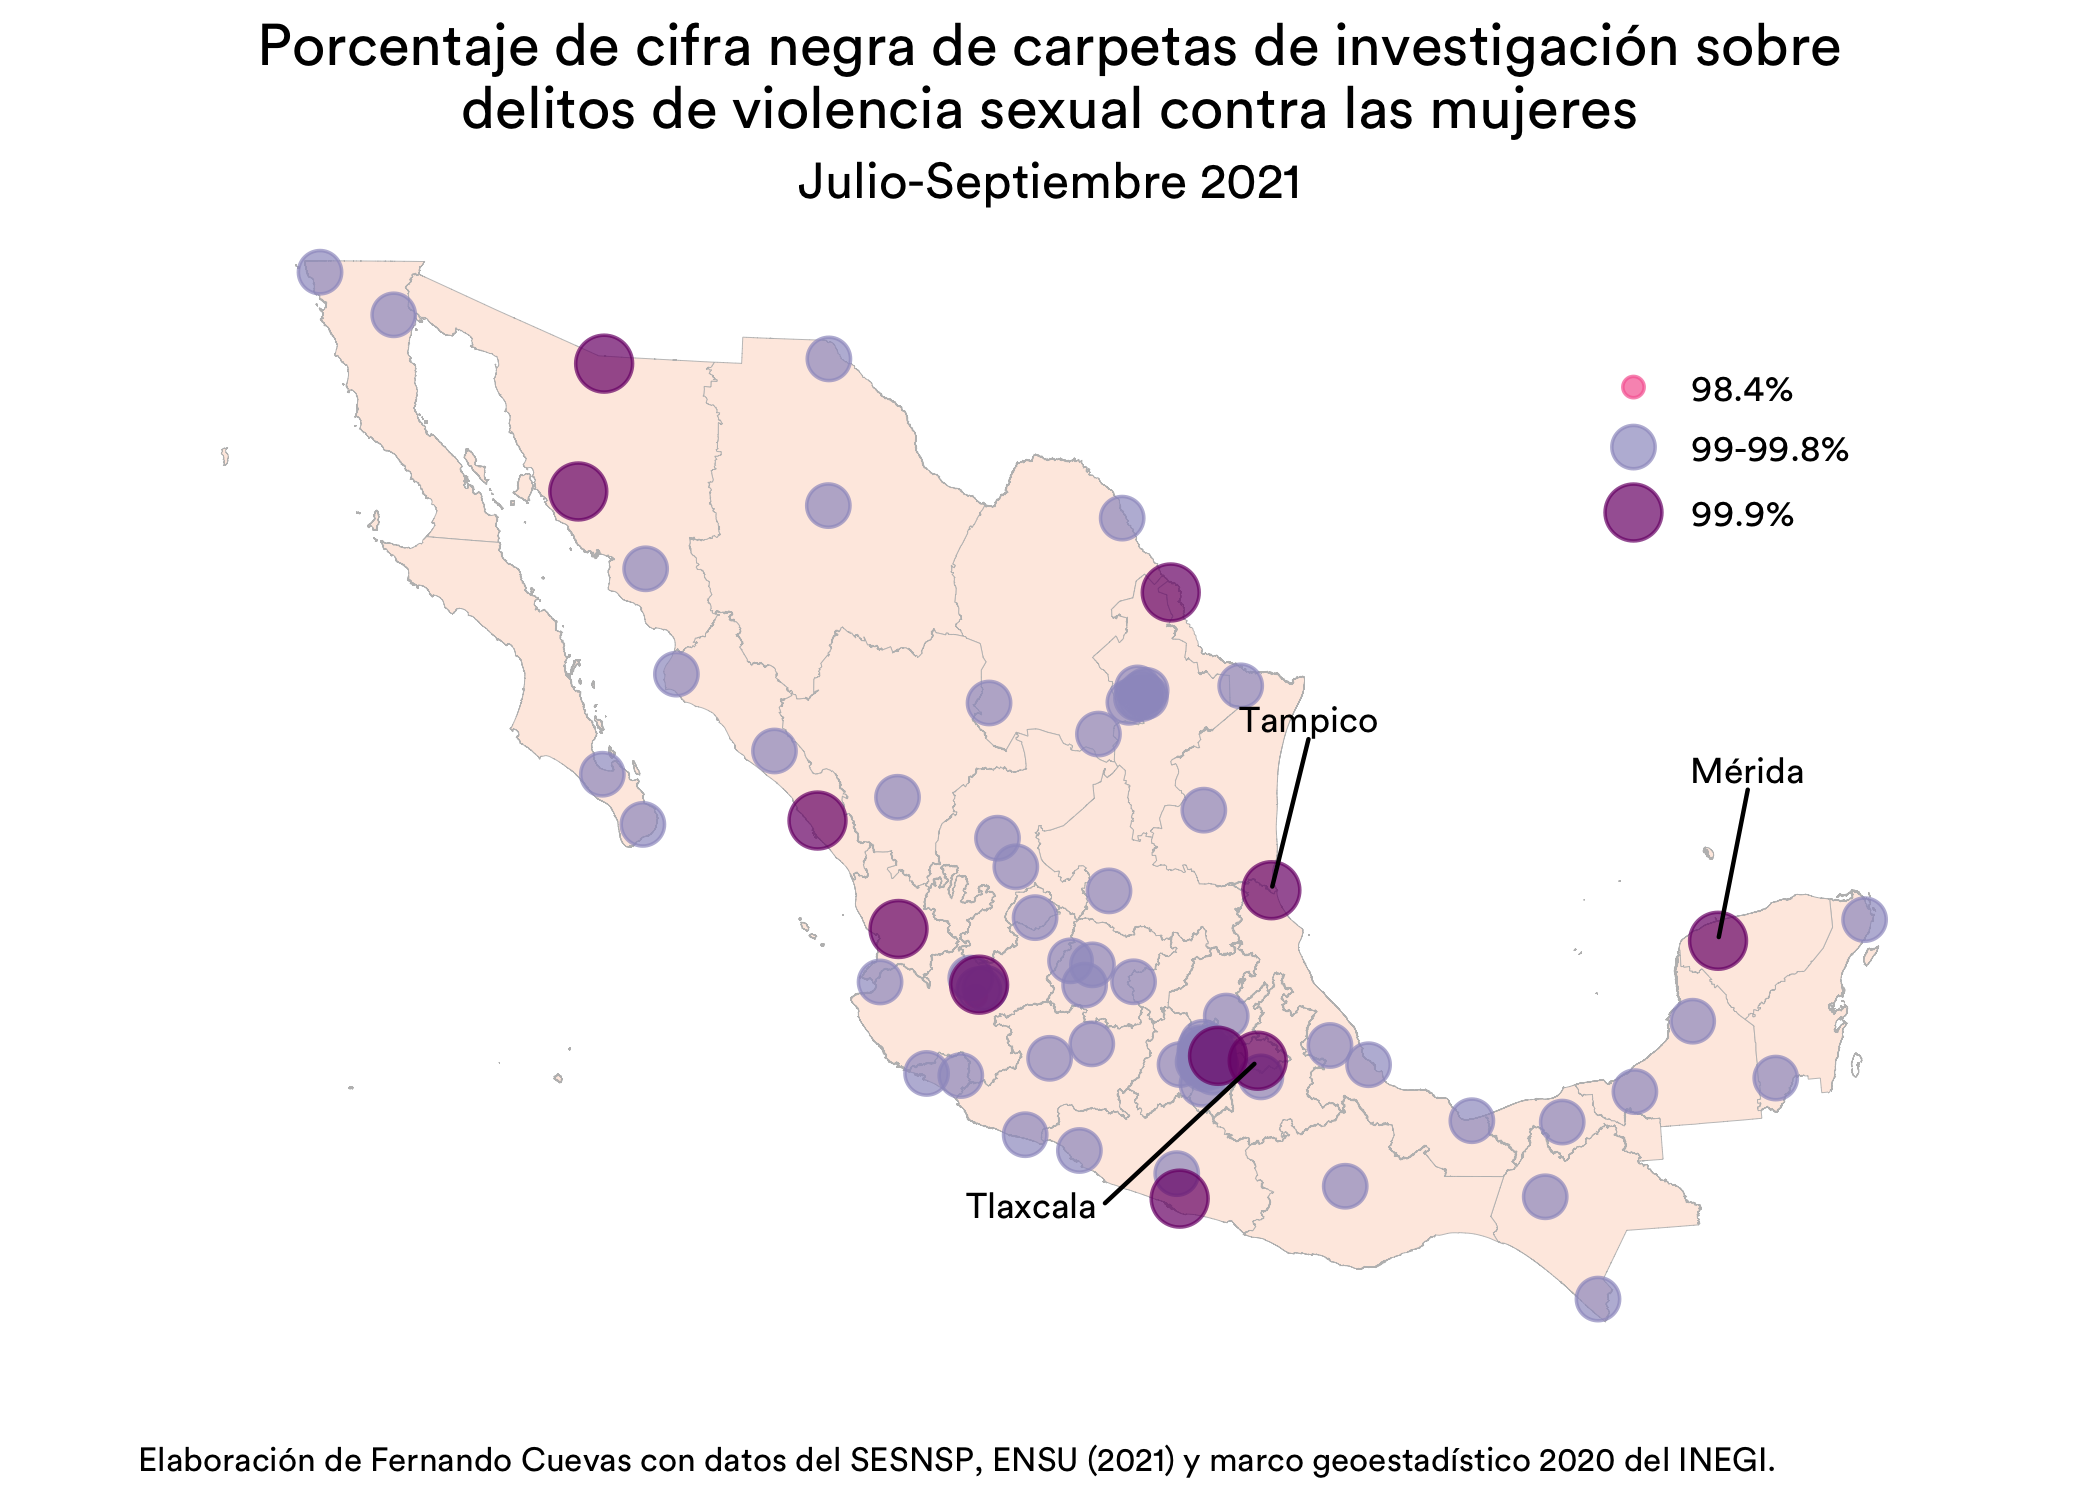 Porcentaje de cifra negra de carpetas de investigación sobre
delitos de violencia sexual contra las mujeres
Julio-Septiembre 2021
98.4%
99-99.8%
99.9%
Tampico
Mérida
Tlaxcala
Elaboración de Fernando Cuevas con datos del SESNSP, ENSU (2021) y marco geoestadístico 2020 del INEGI.